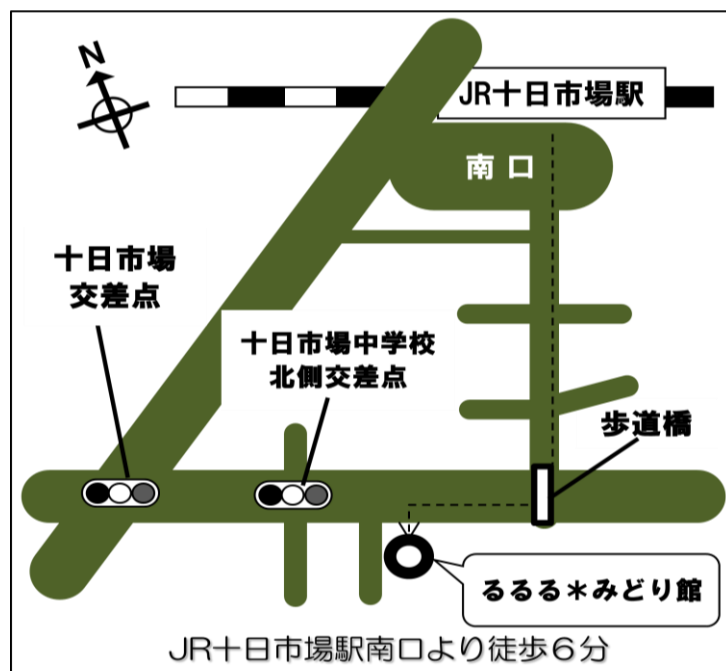 N
JR十日市場駅
南口
十日市場
交差点
十日市場中学校
北側交差点
歩道橋
るるる＊みどり館
JR十日市場駅南口より徒歩６分